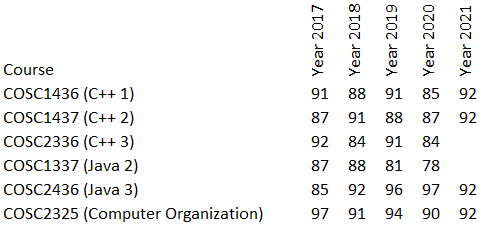 Course Year 2017 Year 2018 Year 2019 Year 2020 Year 2021
COSC1436 (C++ 1) 91 88 91 85 92
COSC1437 (C++ 2) 87 91 88 87 92
COSC2336 (C++ 3) 92 84 91 84
COSC1337 (Java 2) 87 88 81 78
COSC2436 (Java 3) 85 92 96 97 92
COSC2325 (Computer Organization) 97 91 94 90 92